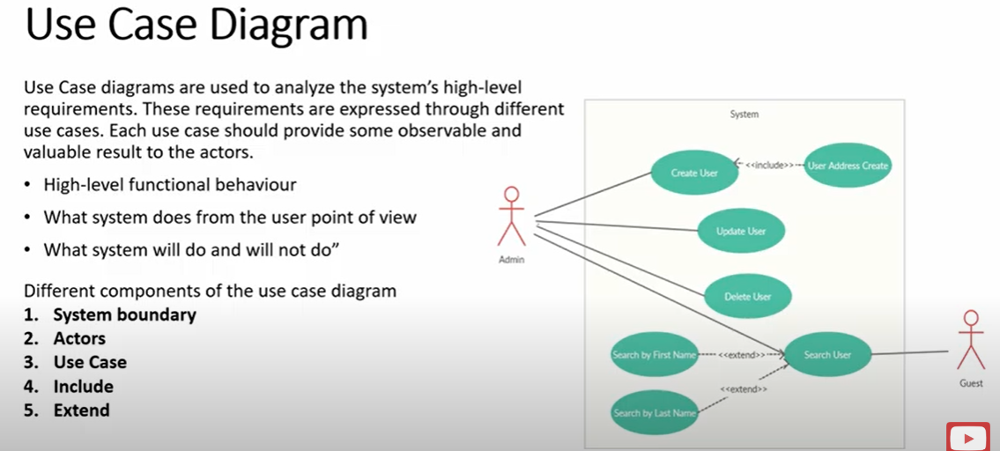 Use Case Diagram
Use Case diagrams are used to analyze the system's high-level
requirements. These requirements are expressed through different
use cases. Each use case should provide some observable and
valuable result to the actors.
• High-level functional behaviour
• What system does from the user point of view
• What system will do and will not do”
Different components of the use case diagram
1. System boundary
2. Actors
3. Use Case
4. Include
5. Extend
System
Create User
<<include>>
User Address Create
Update User
Admin
Delete User
Search by First Name
<<extend>>
Search User
Guest
<<extend>>
Search by Last Name